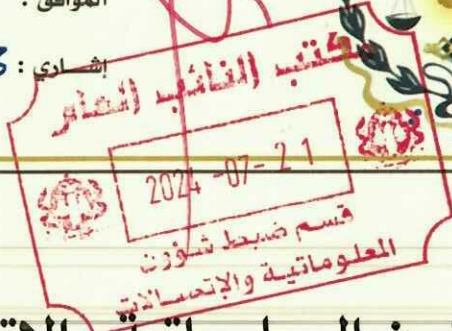 الموافق :
إشاري :
مكتب النائب العام
2024 -07- 21
قسم ضبط شؤون
المعلوماتية والإتصالات